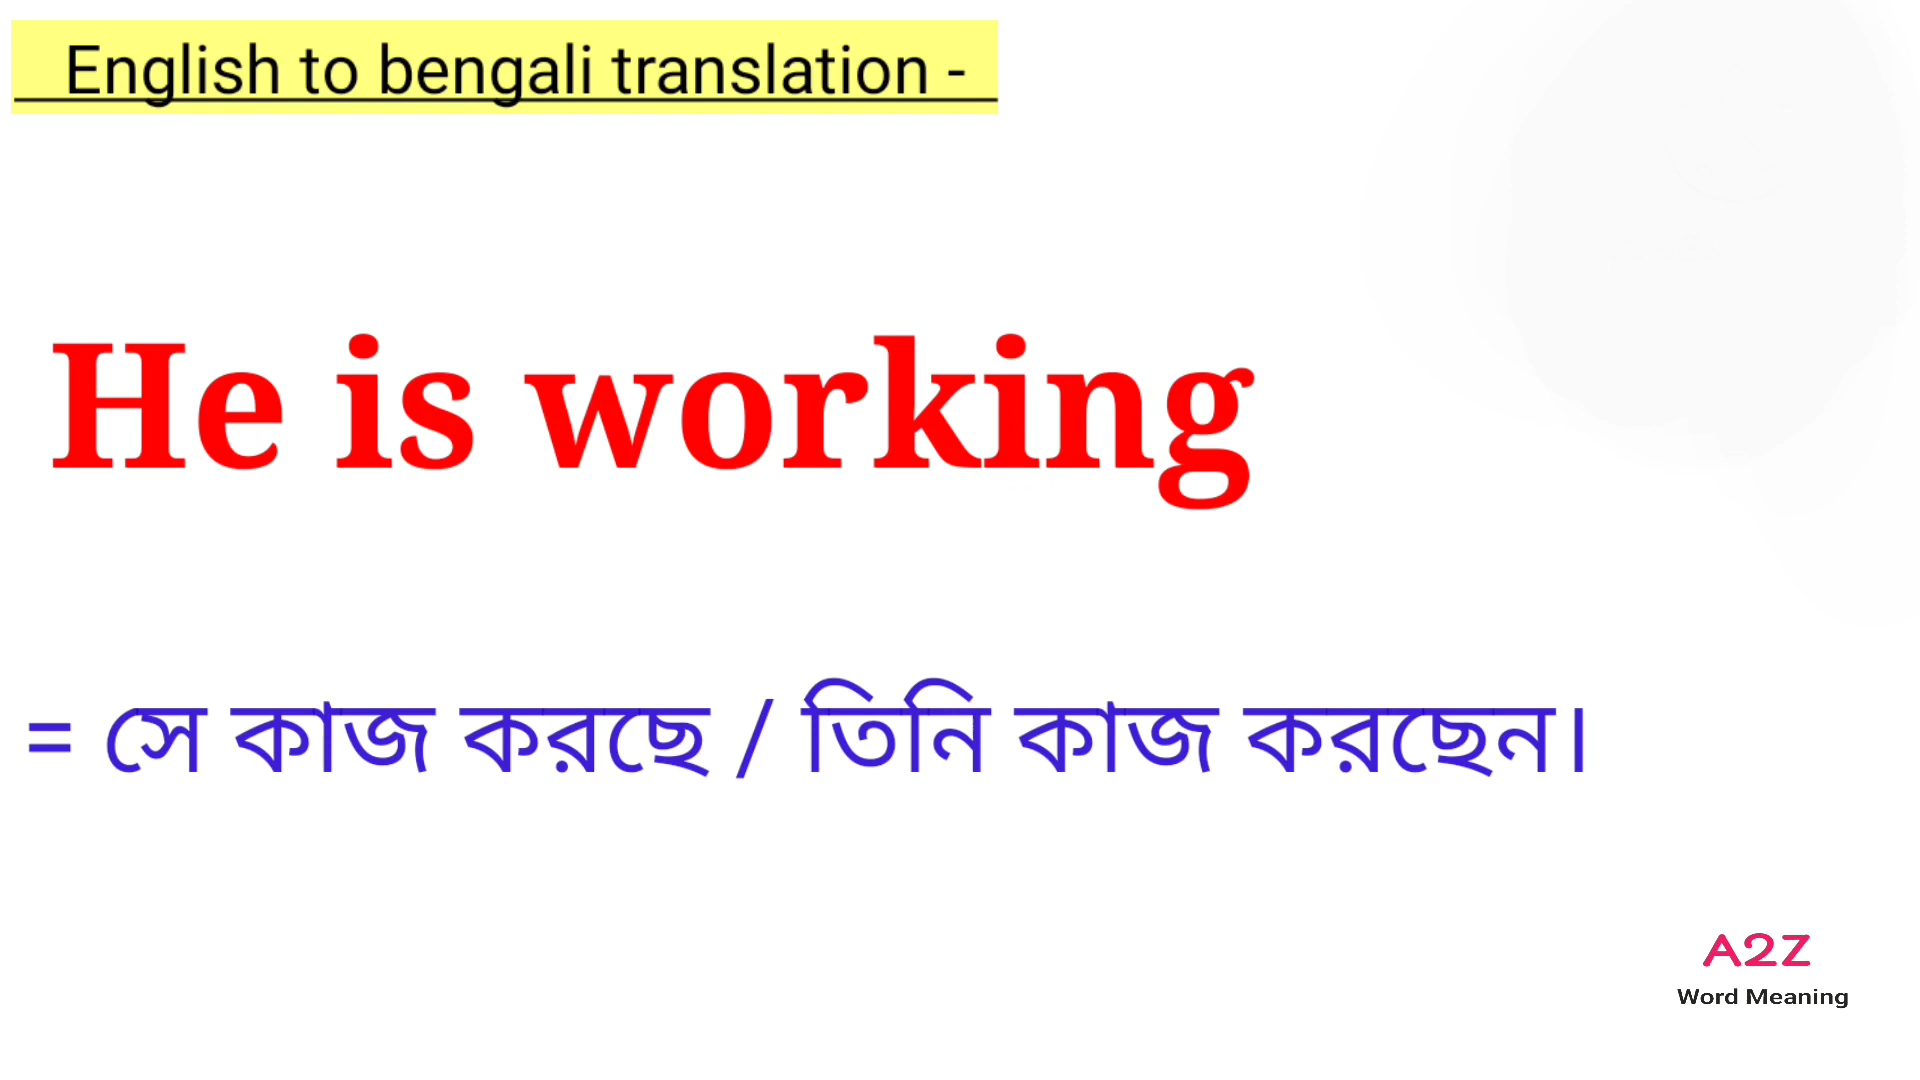 English to bengali translation -
He is working
= সে কাজ করছে / তিনি কাজ করছেন।
A2Z
Word Meaning